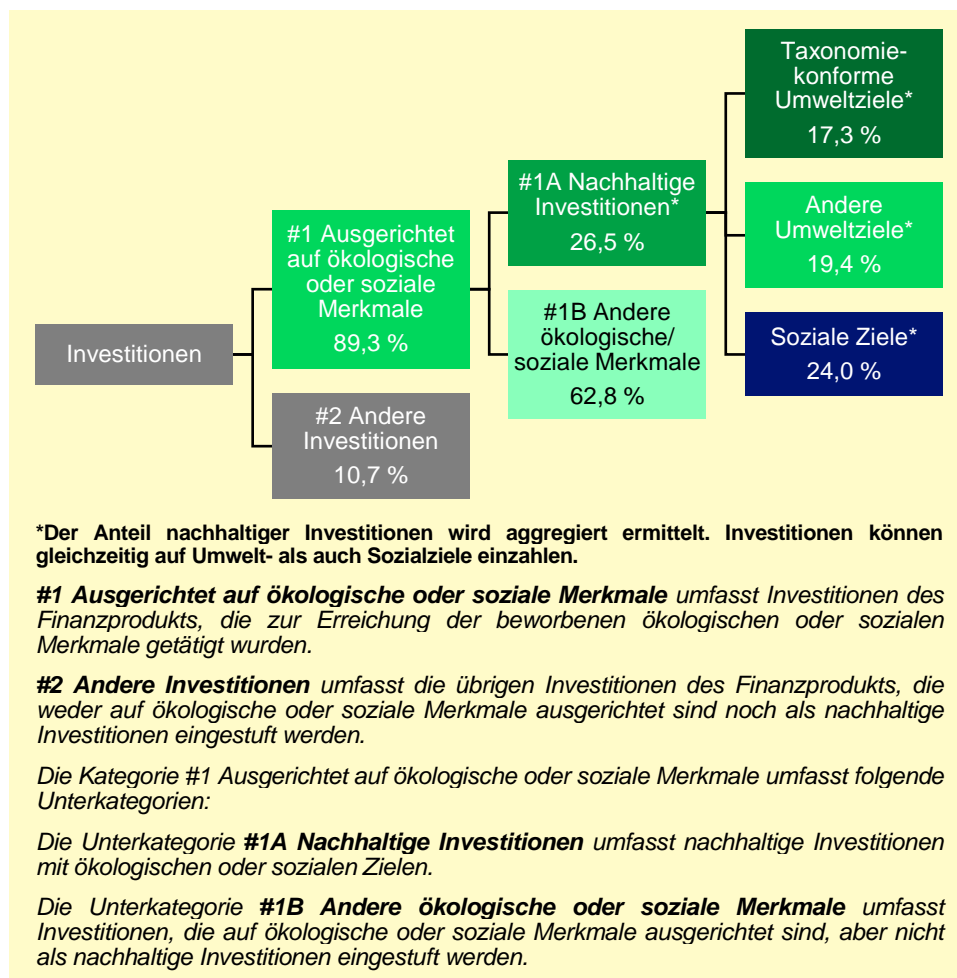 Investitionen
#1 Ausgerichtet
auf ökologische
oder soziale
Merkmale
89,3 %
#2 Andere
Investitionen
10,7 %
#1A Nachhaltige
Investitionen*
26,5 %
#1B Andere
ökologische/
soziale Merkmale
62,8 %
Taxonomie-
konforme
Umweltziele*
17,3 %
Andere
Umweltziele*
19,4 %
Soziale Ziele*
24,0 %
*Der Anteil nachhaltiger Investitionen wird aggregiert ermittelt. Investitionen können
gleichzeitig auf Umwelt- als auch Sozialziele einzahlen.
#1 Ausgerichtet auf ökologische oder soziale Merkmale umfasst Investitionen des
Finanzprodukts, die zur Erreichung der beworbenen ökologischen oder sozialen
Merkmale getätigt wurden.
#2 Andere Investitionen umfasst die übrigen Investitionen des Finanzprodukts, die
weder auf ökologische oder soziale Merkmale ausgerichtet sind noch als nachhaltige
Investitionen eingestuft werden.
Die Kategorie #1 Ausgerichtet auf ökologische oder soziale Merkmale umfasst folgende
Unterkategorien:
Die Unterkategorie #1A Nachhaltige Investitionen umfasst nachhaltige Investitionen
mit ökologischen oder sozialen Zielen.
Die Unterkategorie #1B Andere ökologische oder soziale Merkmale umfasst
Investitionen, die auf ökologische oder soziale Merkmale ausgerichtet sind, aber nicht
als nachhaltige Investitionen eingestuft werden.